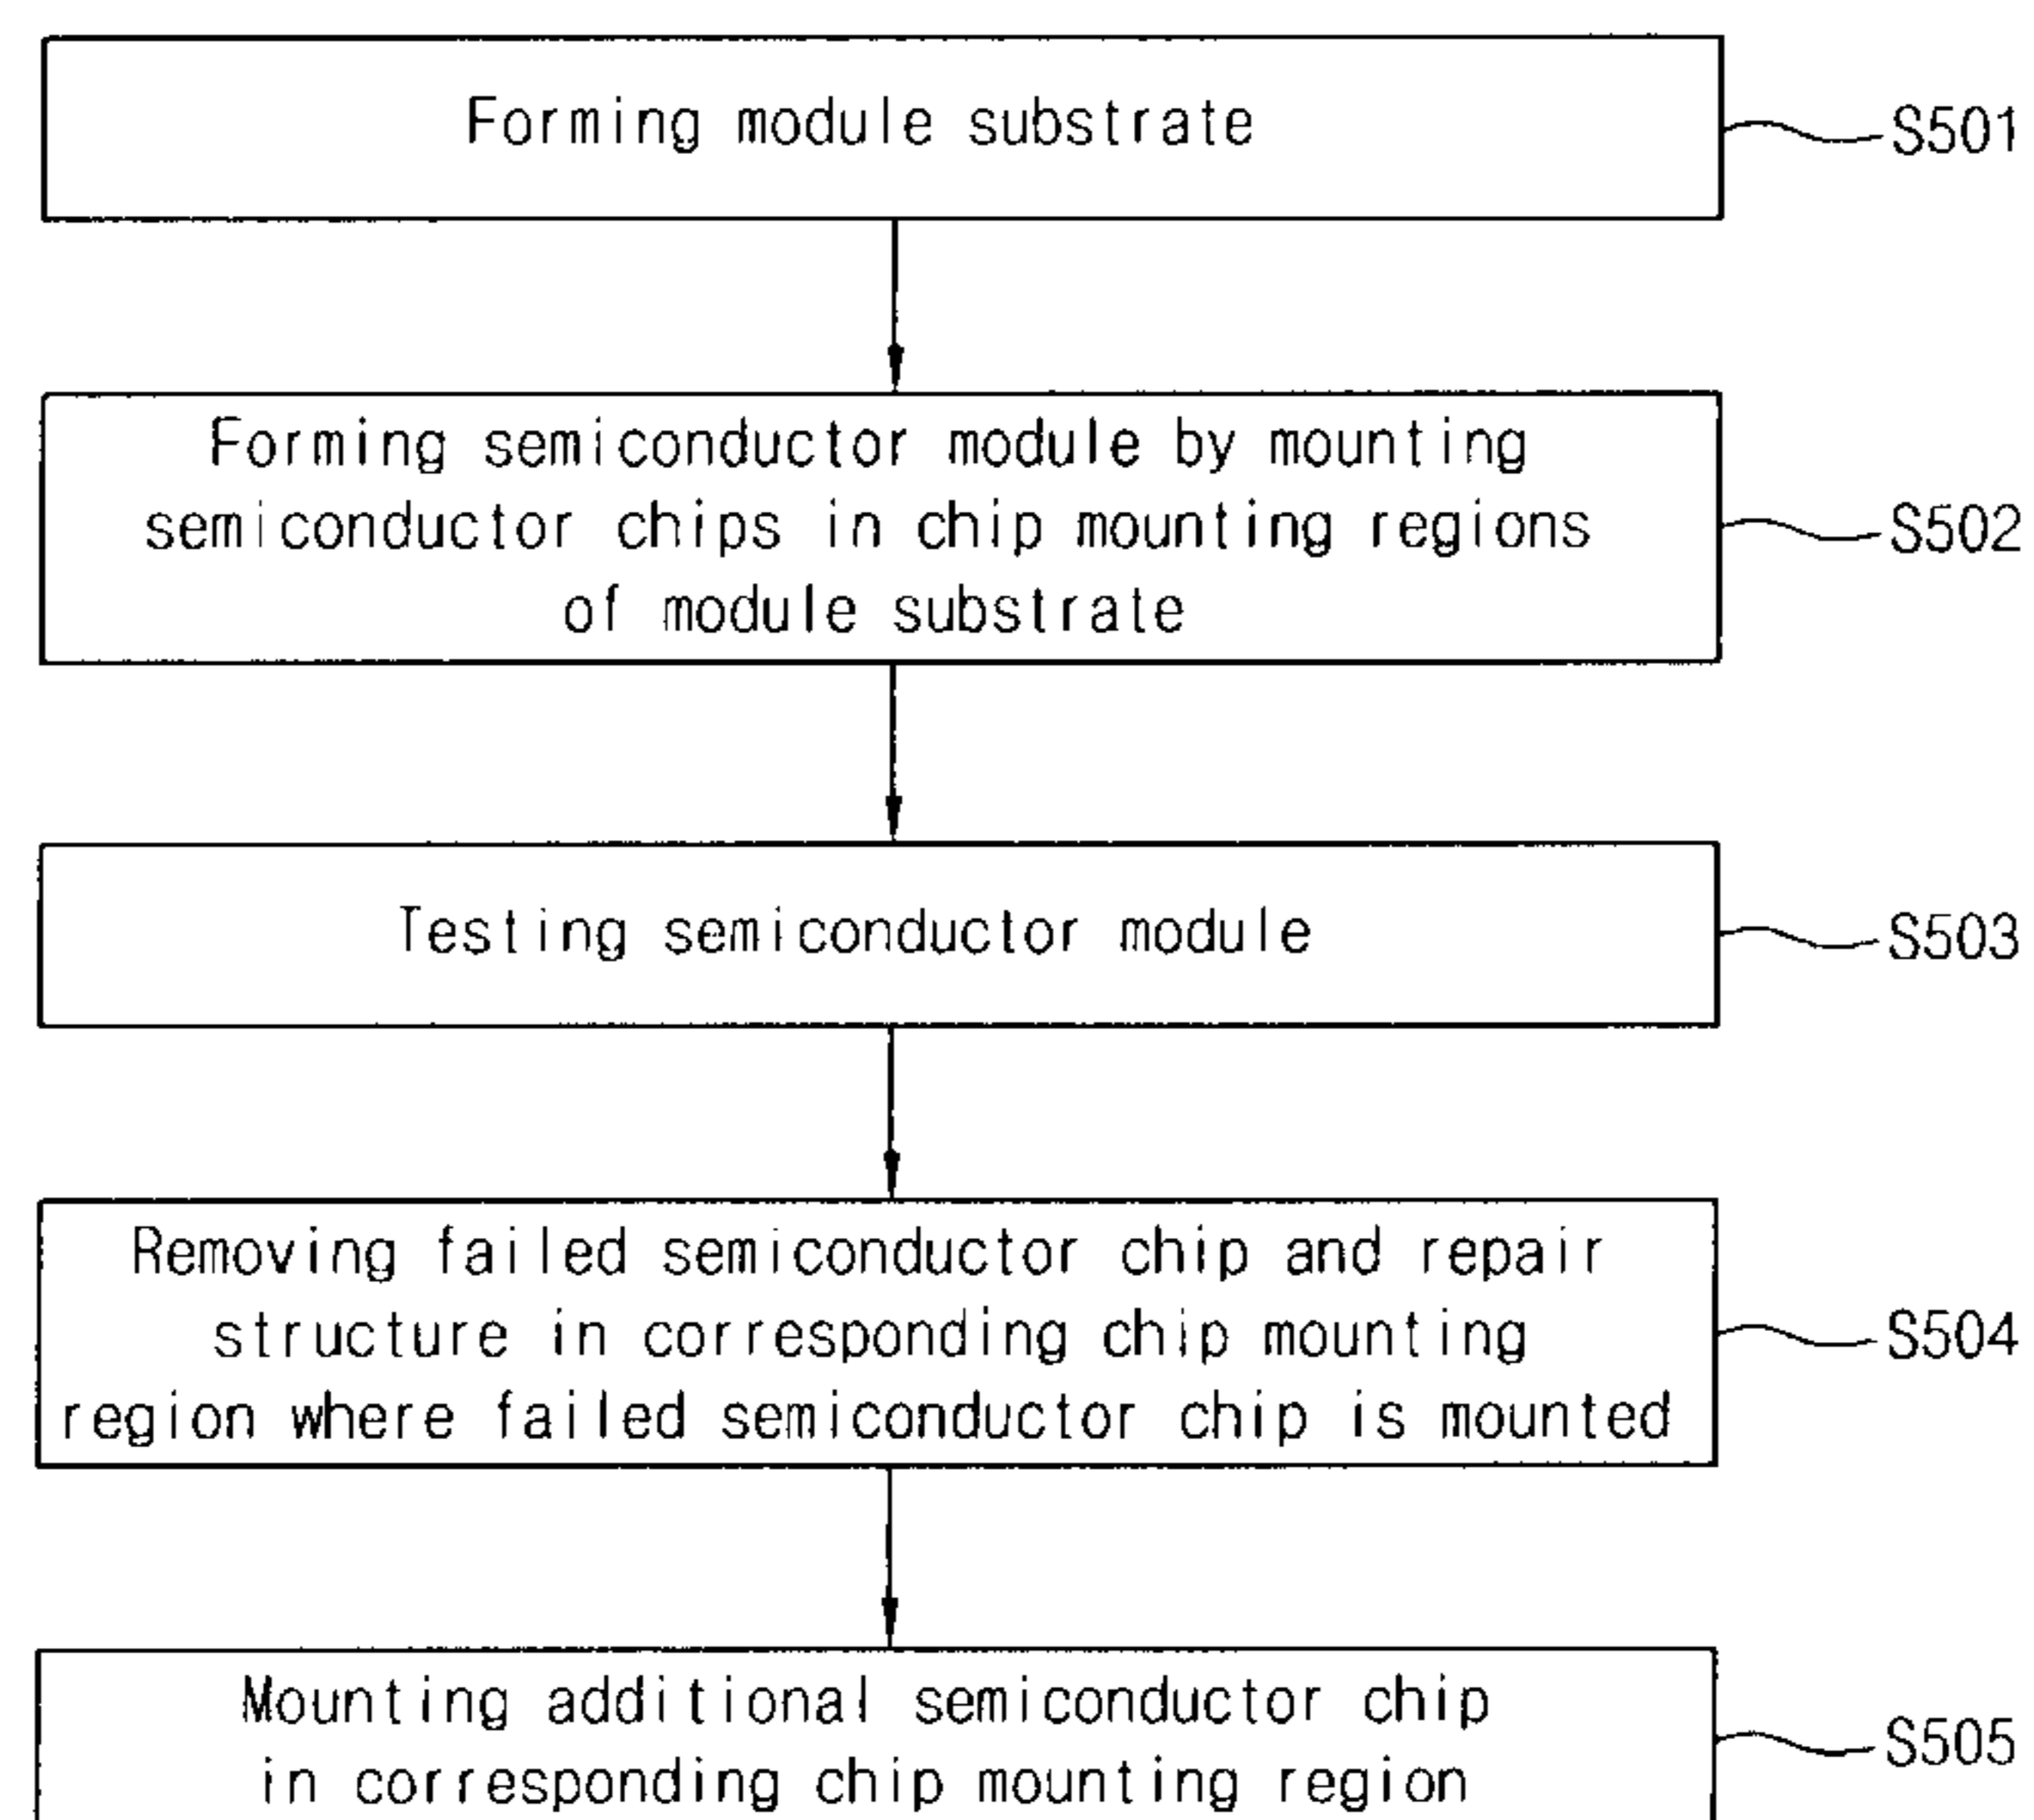 Forming module substrate
S501
Forming semiconductor module by mounting
semiconductor chips in chip mounting regions
of module substrate
S502
Testing semiconductor module
S503
Removing failed semiconductor chip and repair
structure in corresponding chip mounting
region where failed semiconductor chip is mounted
S504
Mounting additional semiconductor chip
in corresponding chip mounting region
S505